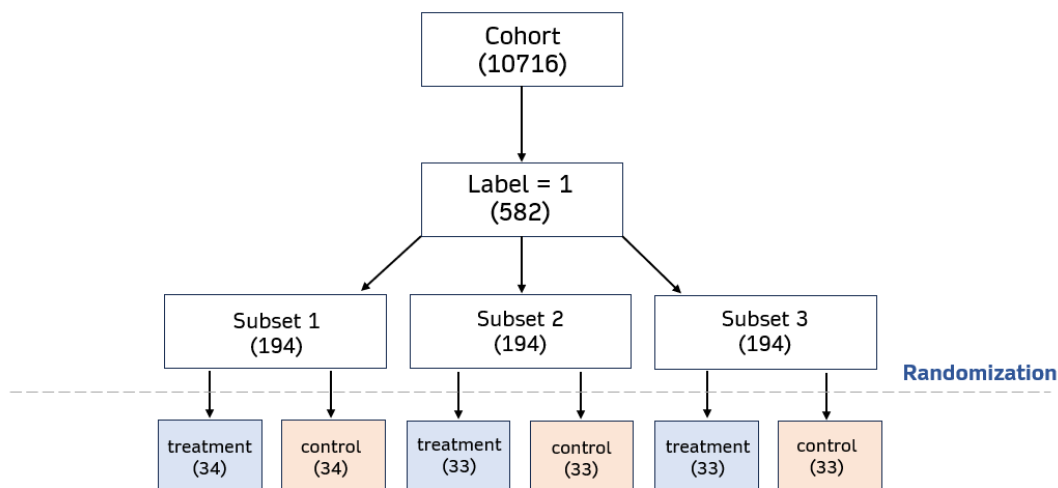 Cohort
(10716)
Label = 1
(582)
Subset 1
(194)
Subset 2
(194)
Subset 3
(194)
Randomization
treatment
(34)
control
(34)
treatment
(33)
control
(33)
treatment
(33)
control
(33)